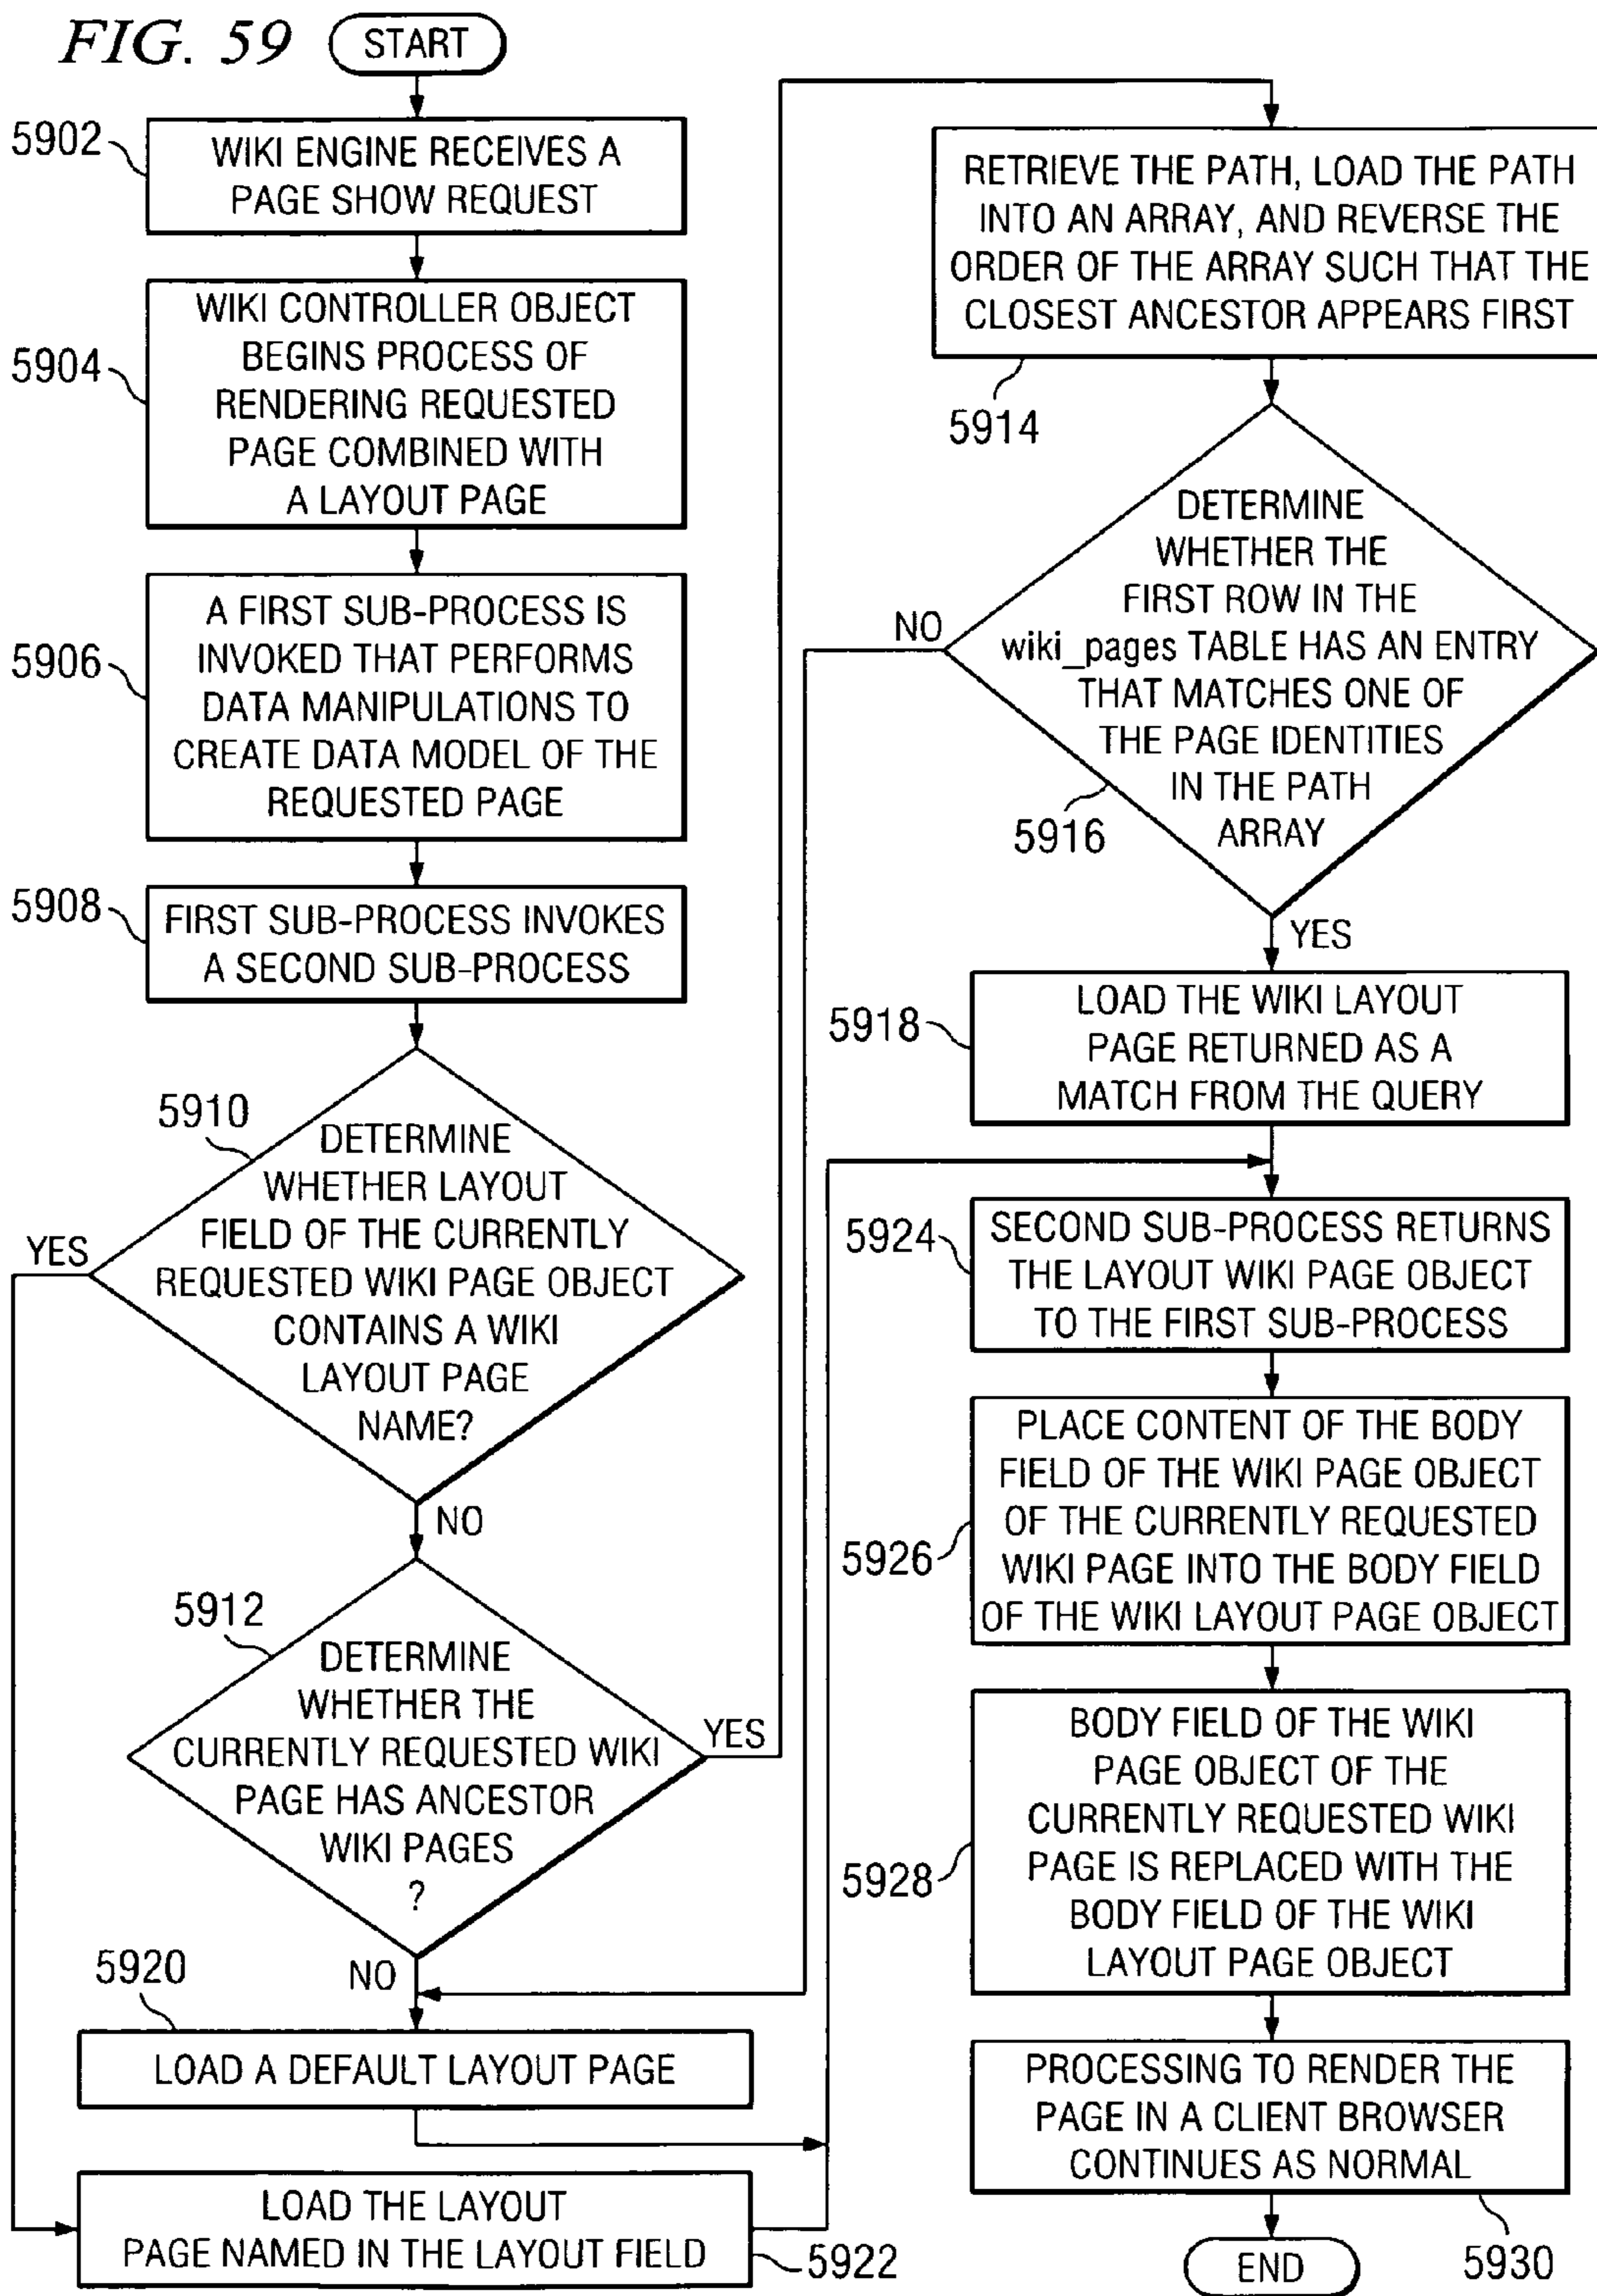 FIG. 59
START
5902
WIKI ENGINE RECEIVES A
PAGE SHOW REQUEST
5904
WIKI CONTROLLER OBJECT
BEGINS PROCESS OF
RENDERING REQUESTED
PAGE COMBINED WITH
A LAYOUT PAGE
5906
A FIRST SUB-PROCESS IS
INVOKED THAT PERFORMS
DATA MANIPULATIONS TO
CREATE DATA MODEL OF THE
REQUESTED PAGE
5908
FIRST SUB-PROCESS INVOKES
A SECOND SUB-PROCESS
5910
DETERMINE
WHETHER LAYOUT
FIELD OF THE CURRENTLY
REQUESTED WIKI PAGE OBJECT
CONTAINS A WIKI
LAYOUT PAGE
NAME?
YES
NO
5912
DETERMINE
WHETHER THE
CURRENTLY REQUESTED WIKI
PAGE HAS ANCESTOR
WIKI PAGES
?
YES
NO
5920
LOAD A DEFAULT LAYOUT PAGE
LOAD THE LAYOUT
PAGE NAMED IN THE LAYOUT FIELD
5922
RETRIEVE THE PATH, LOAD THE PATH
INTO AN ARRAY, AND REVERSE THE
ORDER OF THE ARRAY SUCH THAT THE
CLOSEST ANCESTOR APPEARS FIRST
5914
DETERMINE
WHETHER THE
FIRST ROW IN THE
wiki_pages TABLE HAS AN ENTRY
THAT MATCHES ONE OF
THE PAGE IDENTITIES
IN THE PATH
ARRAY
NO
5916
YES
5918
LOAD THE WIKI LAYOUT
PAGE RETURNED AS A
MATCH FROM THE QUERY
5924
SECOND SUB-PROCESS RETURNS
THE LAYOUT WIKI PAGE OBJECT
TO THE FIRST SUB-PROCESS
5926
PLACE CONTENT OF THE BODY
FIELD OF THE WIKI PAGE OBJECT
OF THE CURRENTLY REQUESTED
WIKI PAGE INTO THE BODY FIELD
OF THE WIKI LAYOUT PAGE OBJECT
5928
BODY FIELD OF THE WIKI
PAGE OBJECT OF THE
CURRENTLY REQUESTED WIKI
PAGE IS REPLACED WITH THE
BODY FIELD OF THE WIKI
LAYOUT PAGE OBJECT
PROCESSING TO RENDER THE
PAGE IN A CLIENT BROWSER
CONTINUES AS NORMAL
5930
END